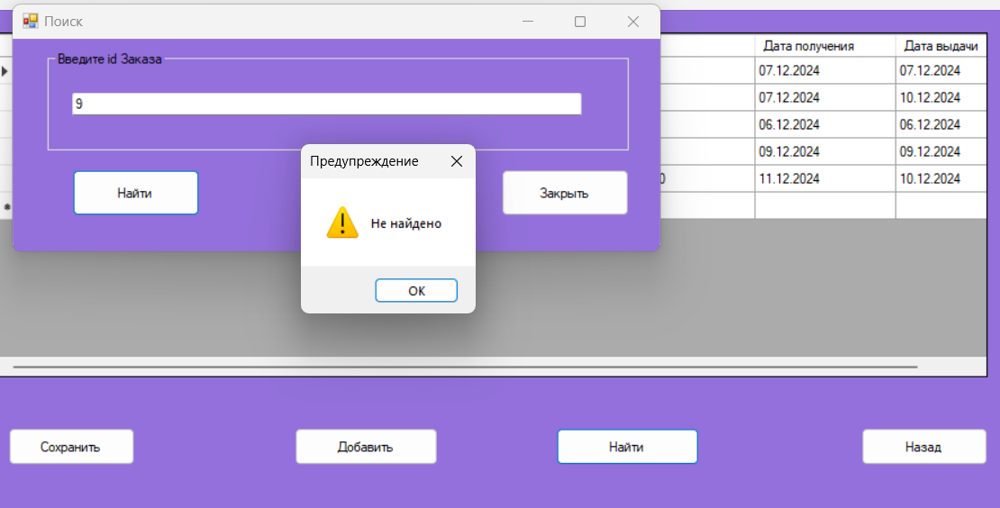 Поиск
Введите id Заказа
9
Найти
Закрыть
Предупреждение
Не найдено
ОК
Дата получения Дата выдачи
07.12.2024 07.12.2024
07.12.2024 10.12.2024
06.12.2024 06.12.2024
09.12.2024 09.12.2024
0 11.12.2024 10.12.2024
Сохранить Добавить Найти Назад